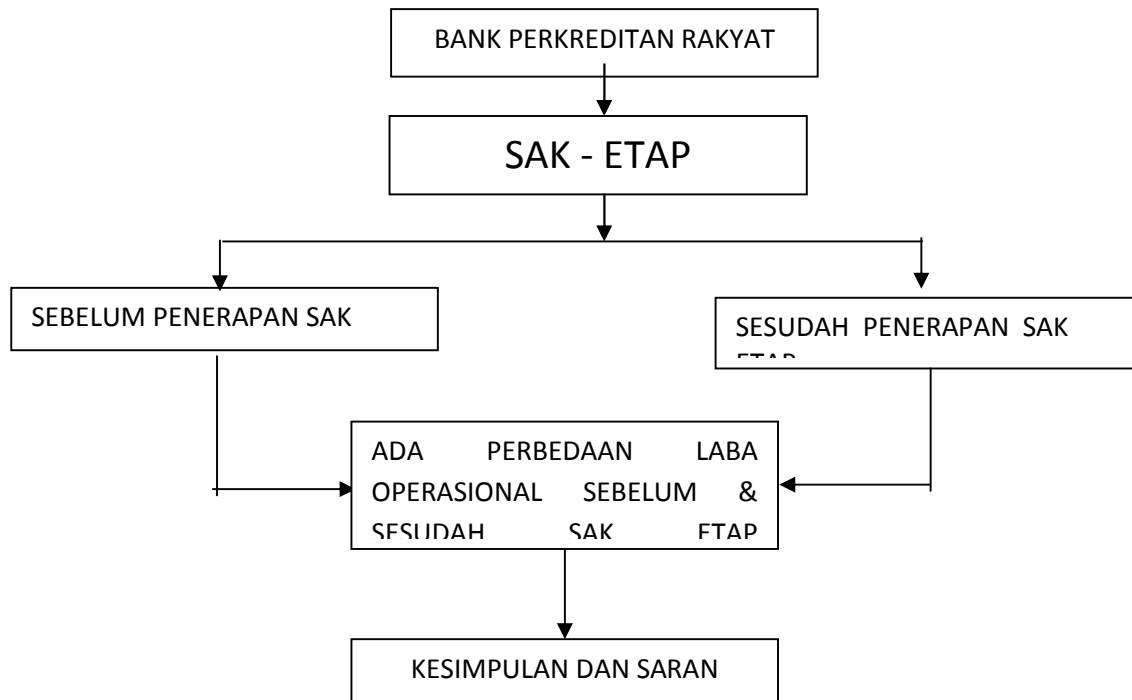 BANK PERKREDITAN RAKYAT
SAK - ETAP
SEBELUM PENERAPAN SAK
SESUDAH PENERAPAN SAK
ETAP
ADA PERBEDAAN LABA
OPERASIONAL SEBELUM &
SESUDAH SAK ETAP
KESIMPULAN DAN SARAN